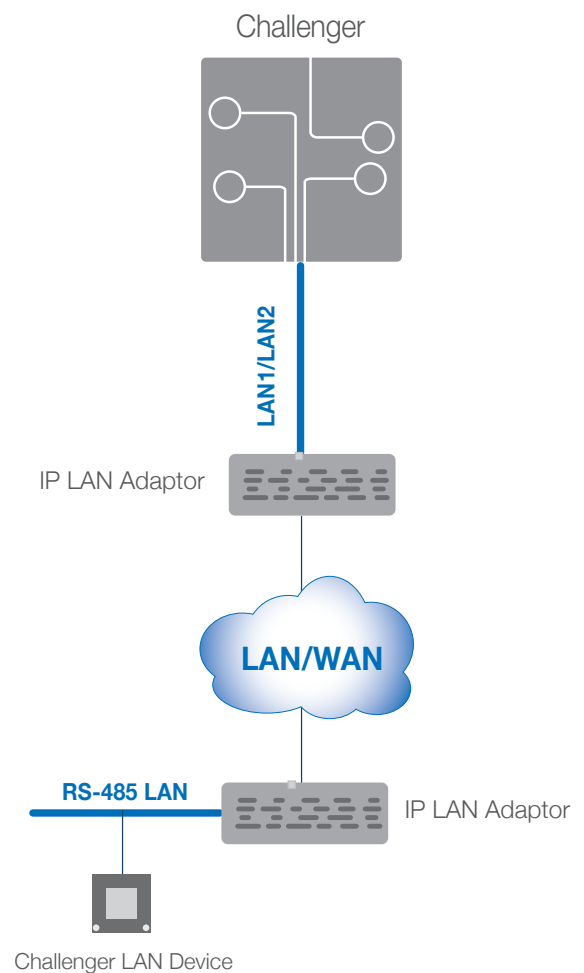 Challenger
LAN1/LAN2
IP LAN Adaptor
LAN/WAN
RS-485 LAN
IP LAN Adaptor
Challenger LAN Device